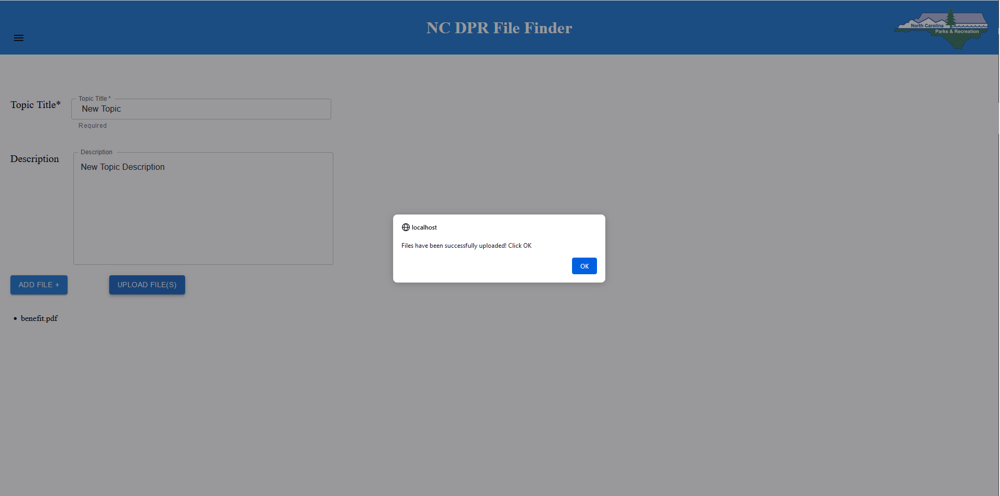 NC DPR File Finder
North Carolina
Parks & Recreation
Topic Title*
Topic Title *
New Topic
Required
Description
Description
New Topic Description
localhost
Files have been successfully uploaded! Click OK
OK
ADD FILE +
UPLOAD FILE(S)
• benefit.pdf